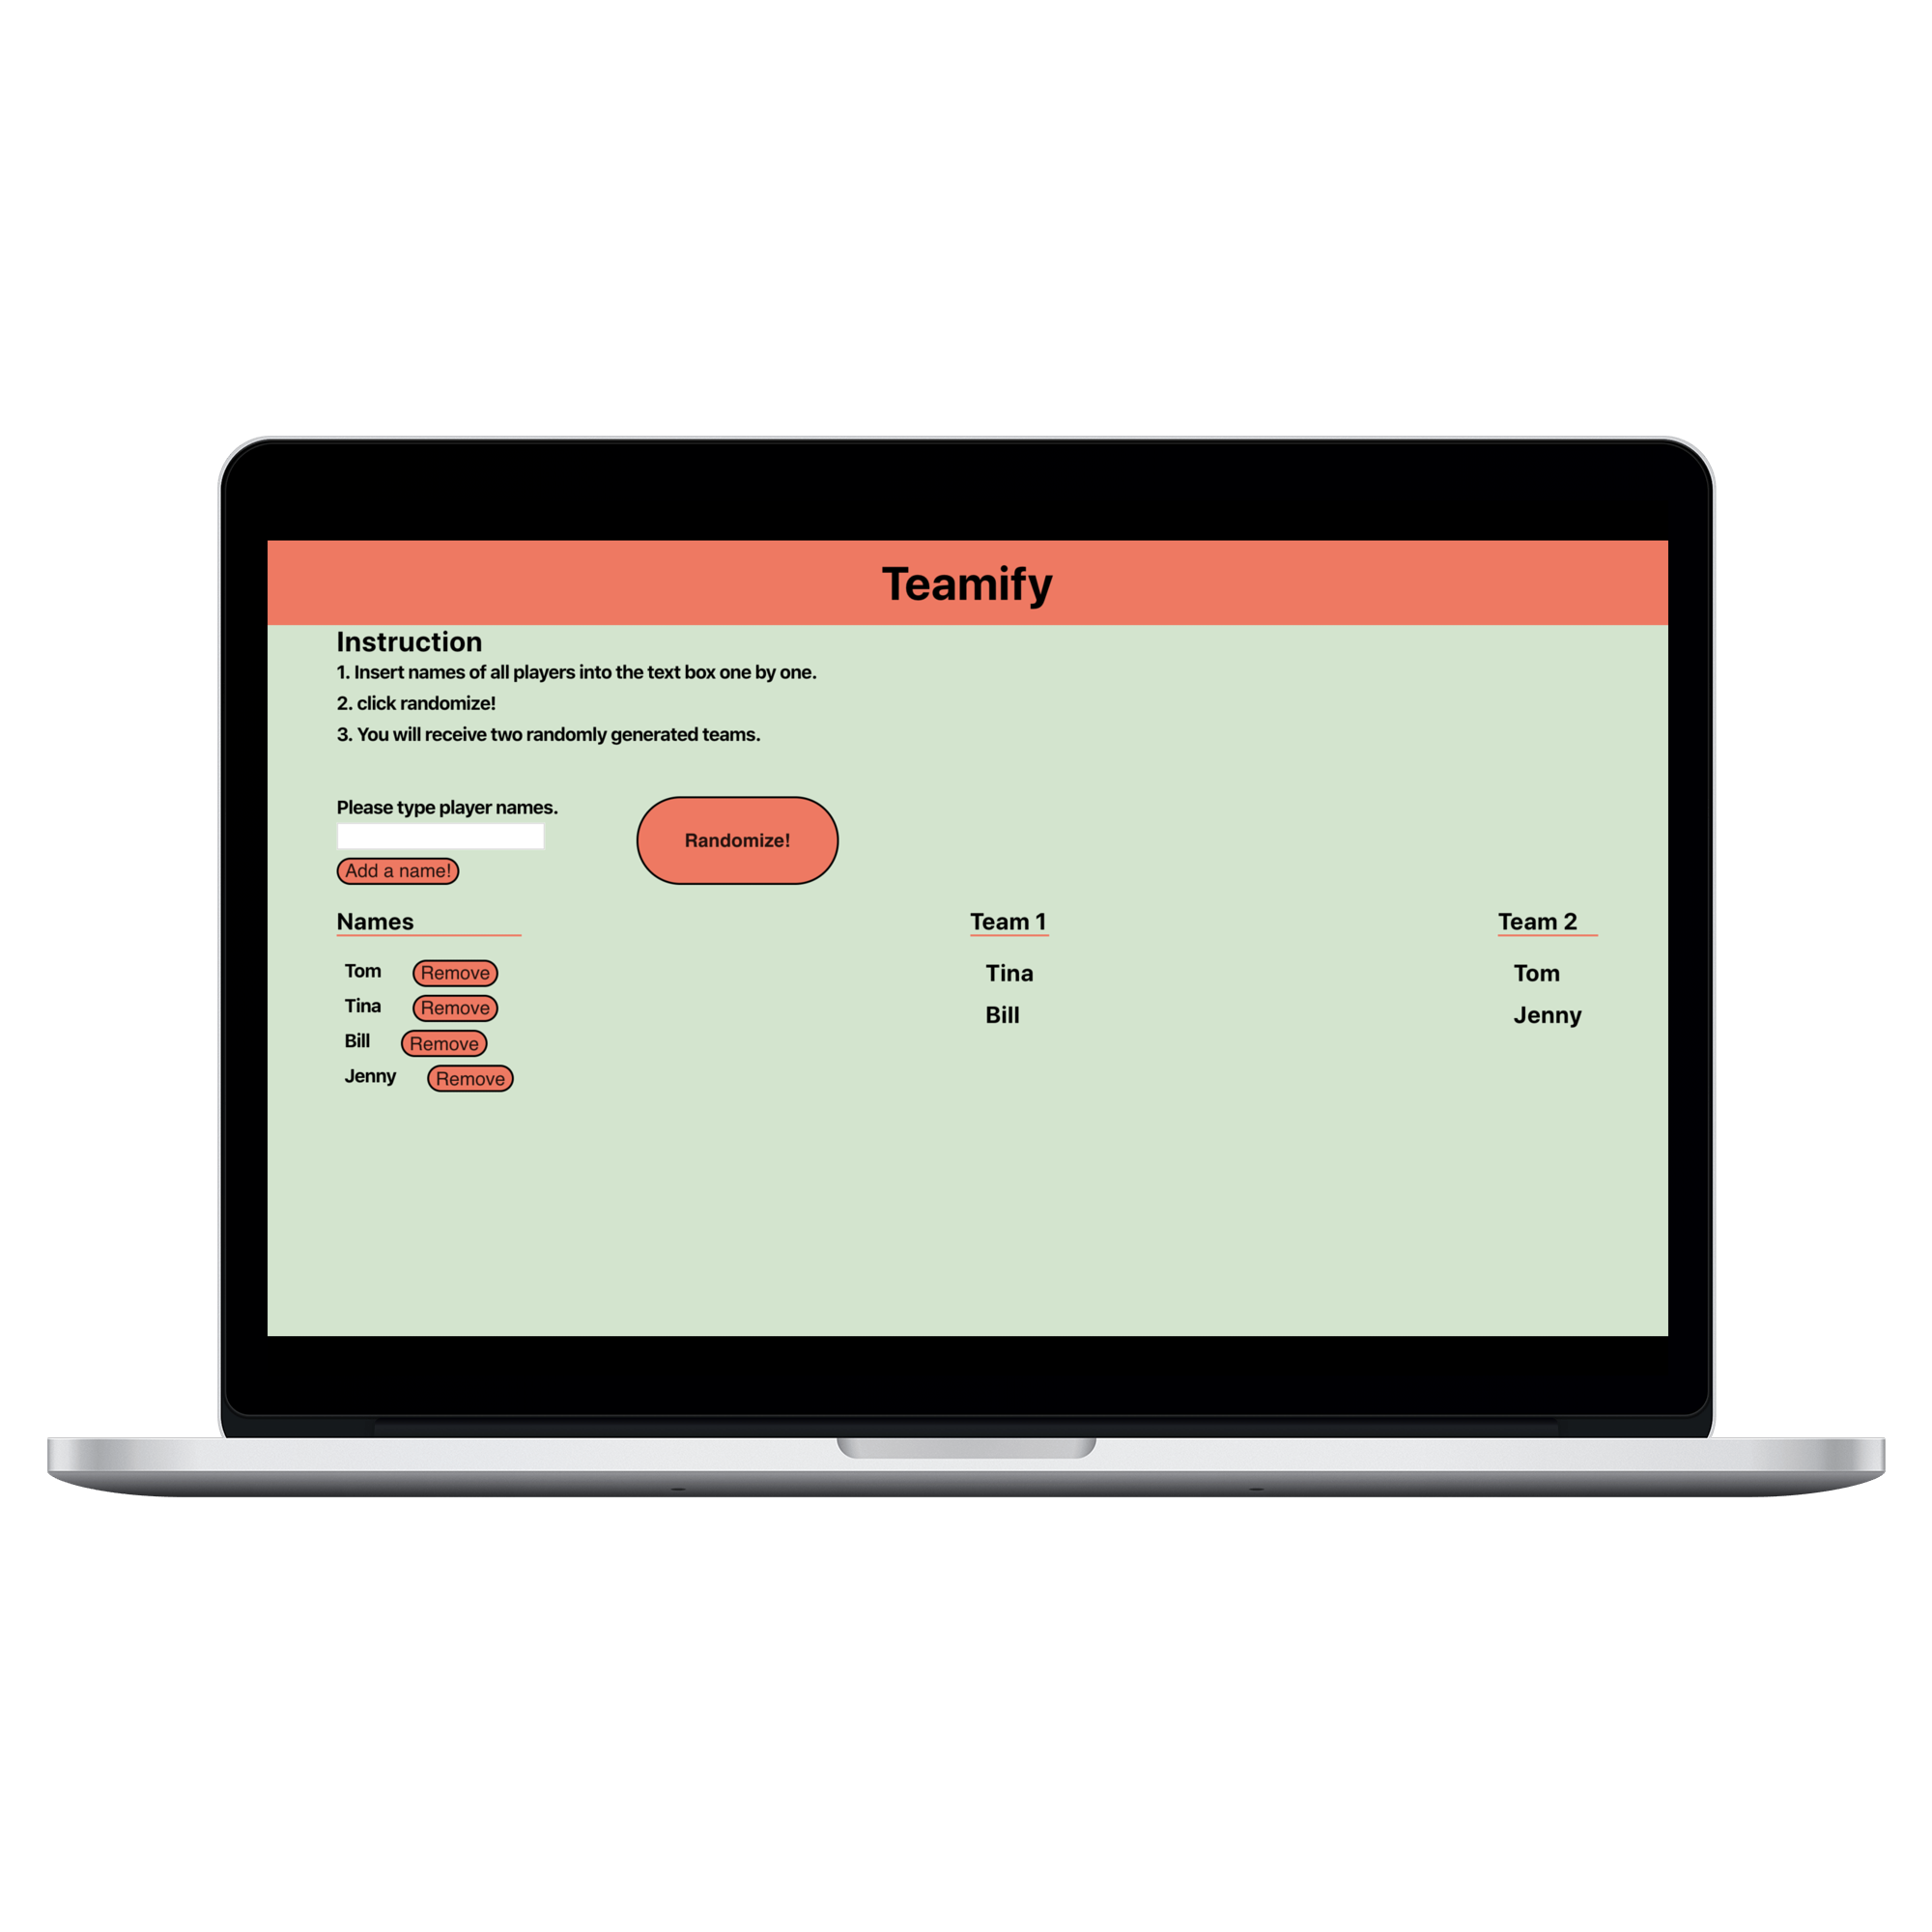 Teamify
Instruction
1. Insert names of all players into the text box one by one.
2. click randomize!
3. You will receive two randomly generated teams.
Please type player names.
Add a name!
Randomize!
Names
Tom Remove
Tina Remove
Bill Remove
Jenny Remove
Team 1
Tina
Bill
Team 2
Tom
Jenny